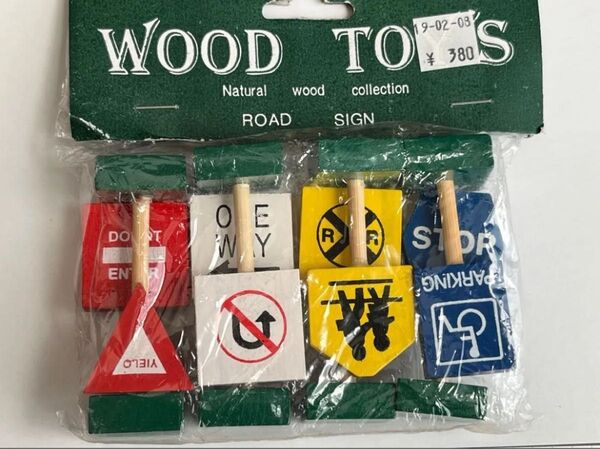 WOOD TOYS
19-02-08
¥ 380
Natural wood collection
ROAD SIGN
DO NOT
ENTER
ONE
WAY
R R
STOP
YIELD
PARKING